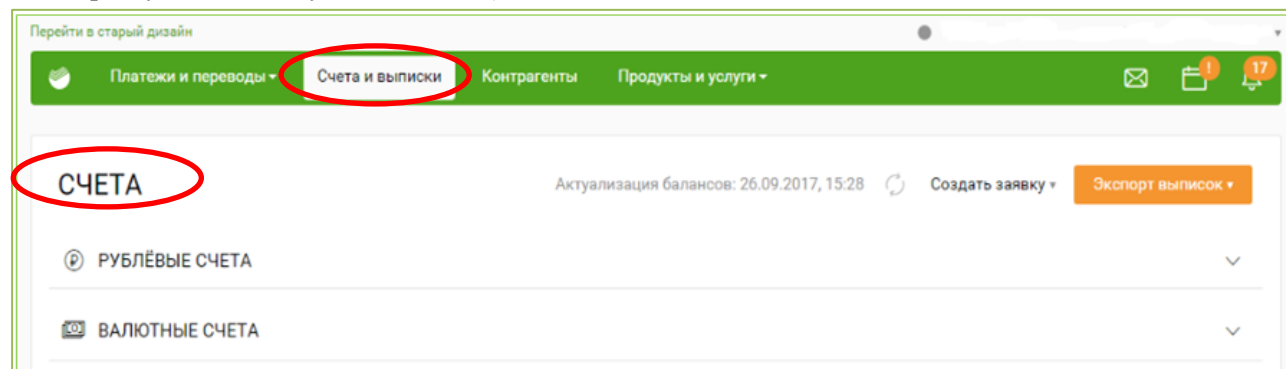 Перейти в старый дизайн
Платежи и переводы Счета и выписки Контрагенты Продукты и услуги ! 17
СЧЕТА Актуализация балансов: 26.09.2017, 15:28 Создать заявку Экспорт выписок
₽ РУБЛЁВЫЕ СЧЕТА
ВАЛЮТНЫЕ СЧЕТА